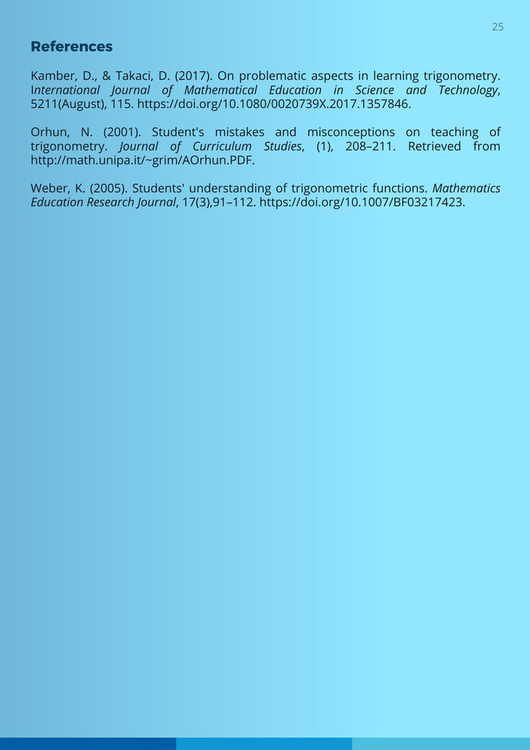 25
References
Kamber, D., & Takaci, D. (2017). On problematic aspects in learning trigonometry.
International Journal of Mathematical Education in Science and Technology,
5211(August), 115. https://doi.org/10.1080/0020739X.2017.1357846.
Orhun, N. (2001). Student's mistakes and misconceptions on teaching of
trigonometry. Journal of Curriculum Studies, (1), 208–211. Retrieved from
http://math.unipa.it/~grim/AOrhun.PDF.
Weber, K. (2005). Students' understanding of trigonometric functions. Mathematics
Education Research Journal, 17(3),91–112. https://doi.org/10.1007/BF03217423.